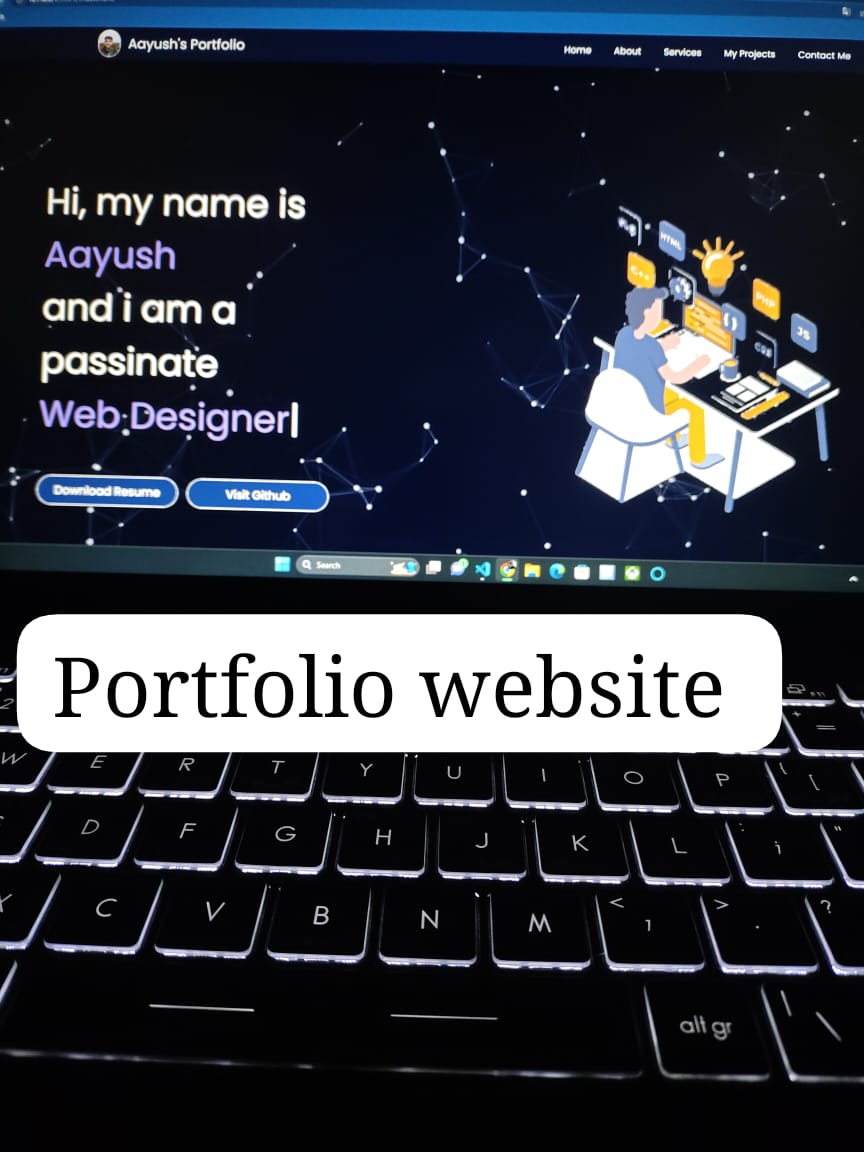 Aayush's Portfolio
Home About Services My Projects Contact Me
Hi, my name is
Aayush
and i am a
passinate
Web Designer
HTML
C++
PHP
JS
CSS
Download Resume Visit Github
Search
Portfolio website
F11
W E R T Y U I O P [
D F G H J K L ;
C V B N M < , > . ?
alt gr